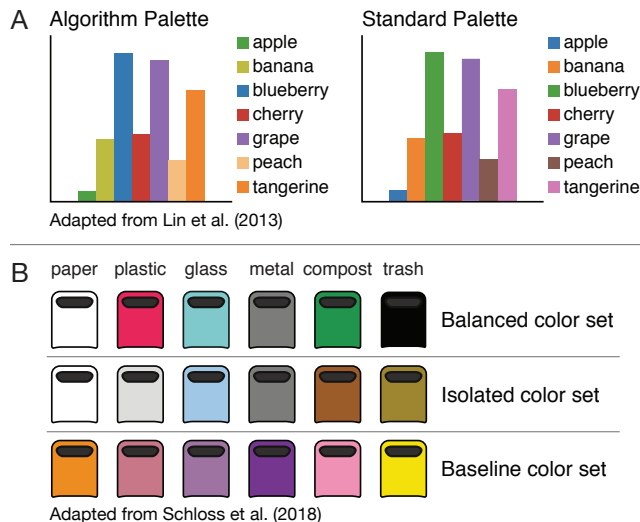 A
Algorithm Palette
apple
banana
blueberry
cherry
grape
peach
tangerine
Standard Palette
apple
banana
blueberry
cherry
grape
peach
tangerine
Adapted from Lin et al. (2013)
B
paper plastic glass metal compost trash
Balanced color set
Isolated color set
Baseline color set
Adapted from Schloss et al. (2018)